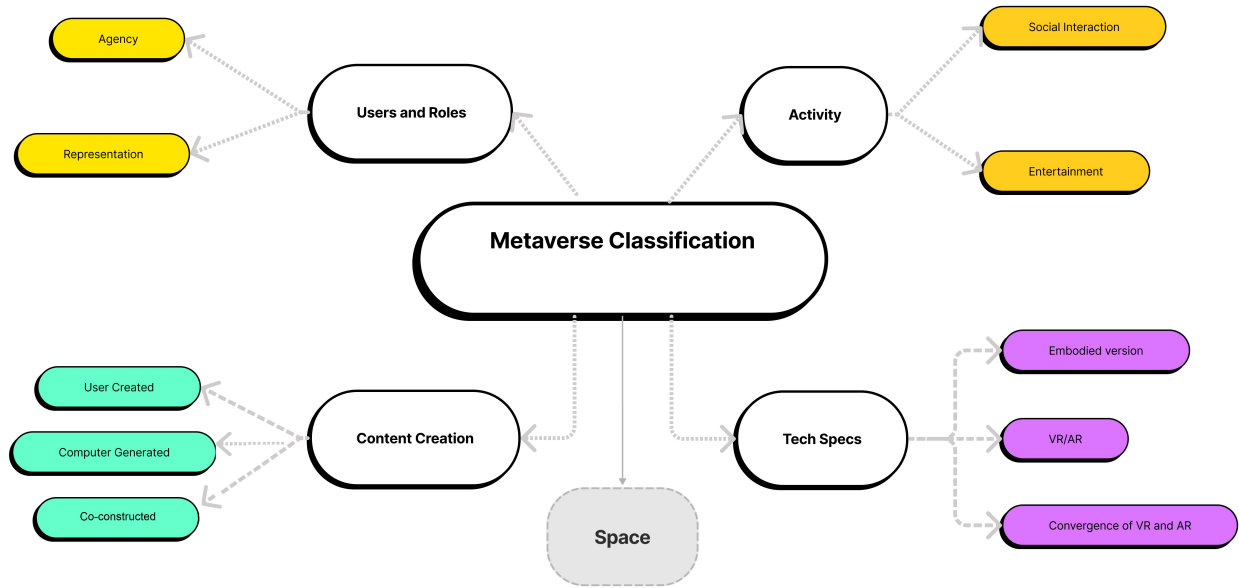 Agency
Social Interaction
Users and Roles
Activity
Representation
Entertainment
Metaverse Classification
Embodied version
User Created
Content Creation
Tech Specs
VR/AR
Computer Generated
Co-constructed
Convergence of VR and AR
Space